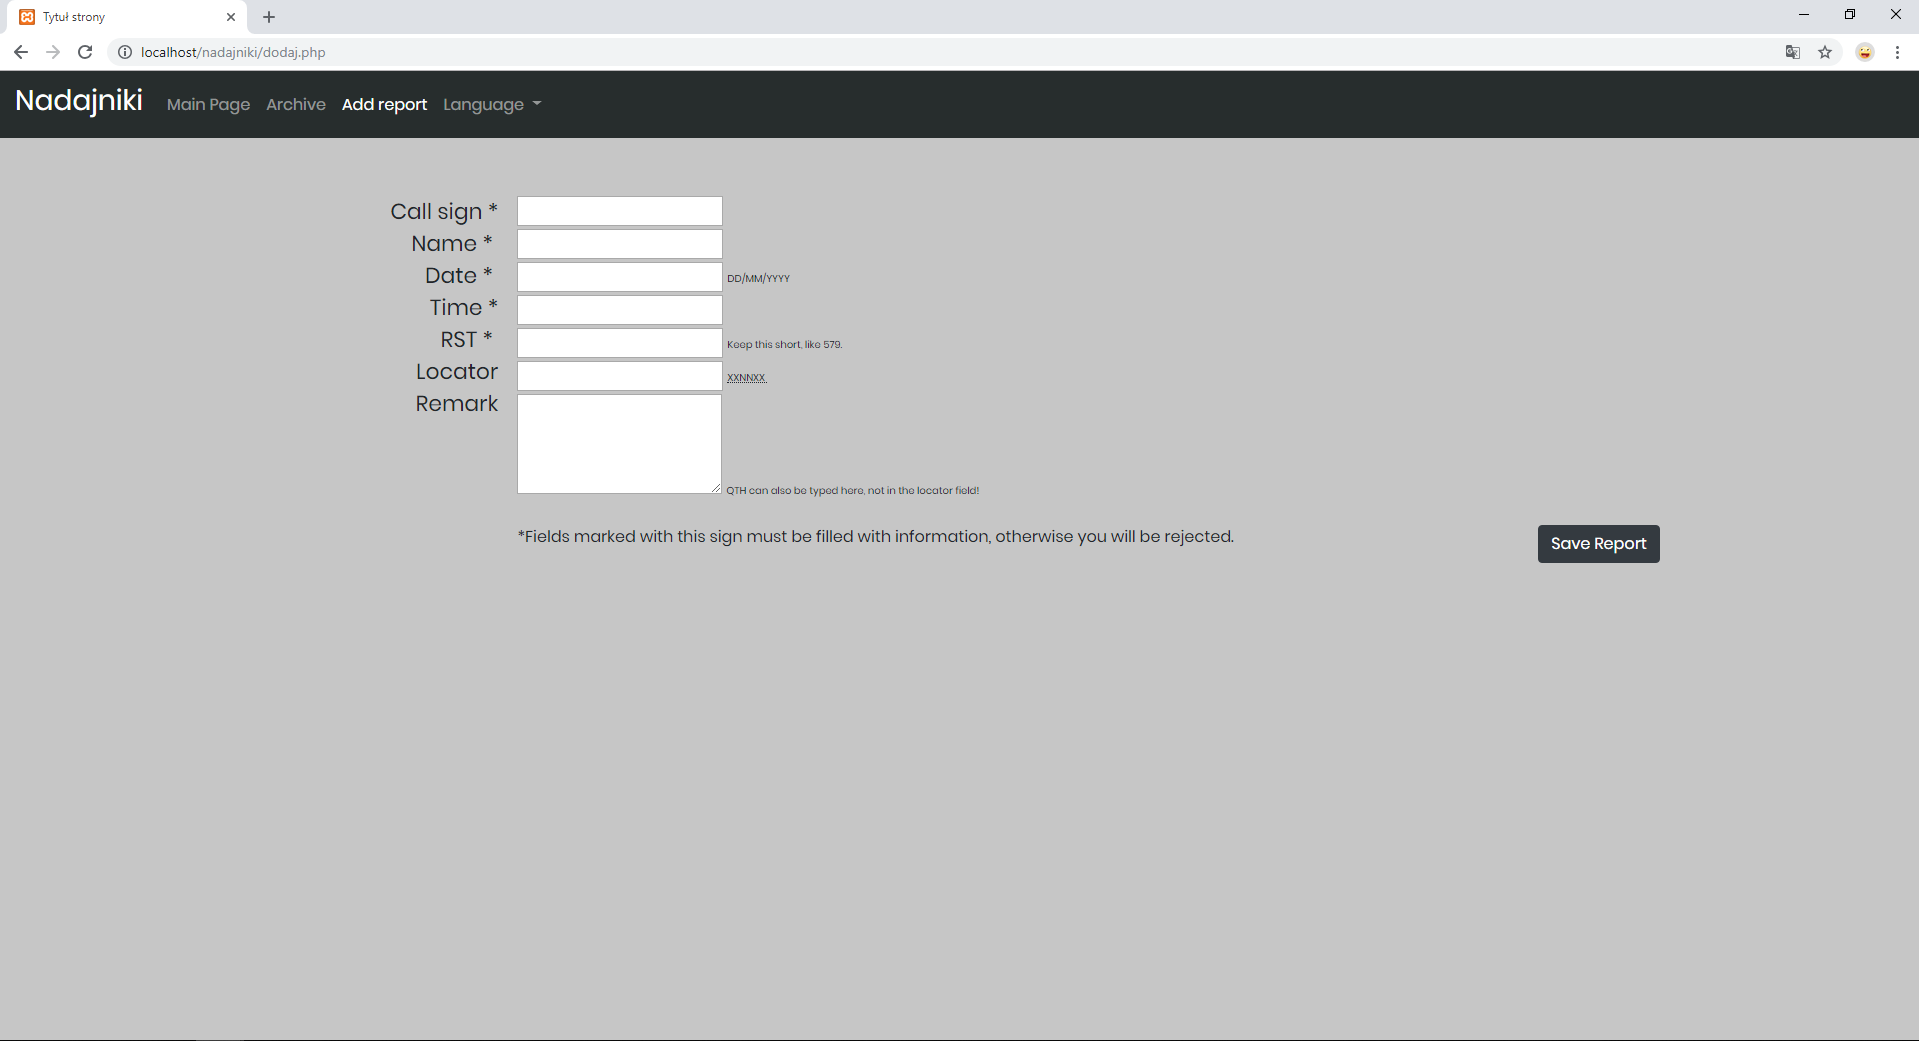 Tytuł strony
localhost/nadajniki/dodaj.php
Nadajniki Main Page Archive Add report Language
Call sign *
Name *
Date * DD/MM/YYYY
Time *
RST * Keep this short, like 579.
Locator XXNNXX
Remark
QTH can also be typed here, not in the locator field!
*Fields marked with this sign must be filled with information, otherwise you will be rejected.
Save Report